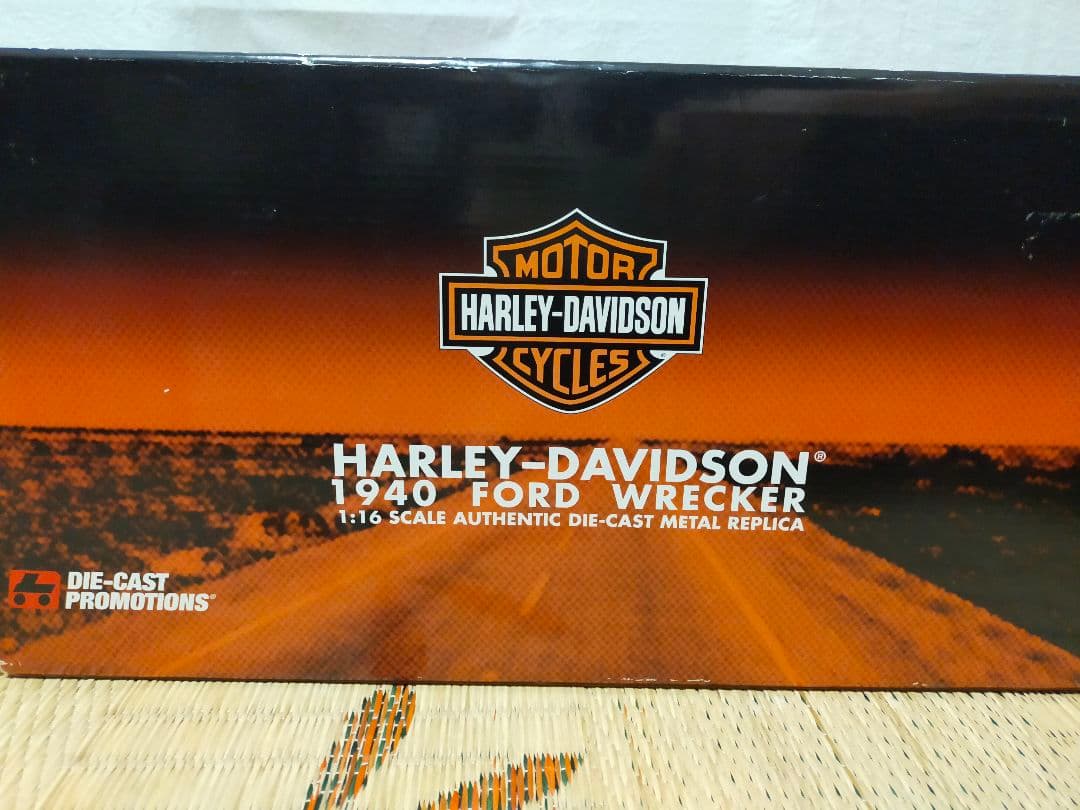 MOTOR
HARLEY-DAVIDSON
CYCLES
®
HARLEY-DAVIDSON®
1940 FORD WRECKER
1:16 SCALE AUTHENTIC DIE-CAST METAL REPLICA
DIE-CAST
PROMOTIONS®